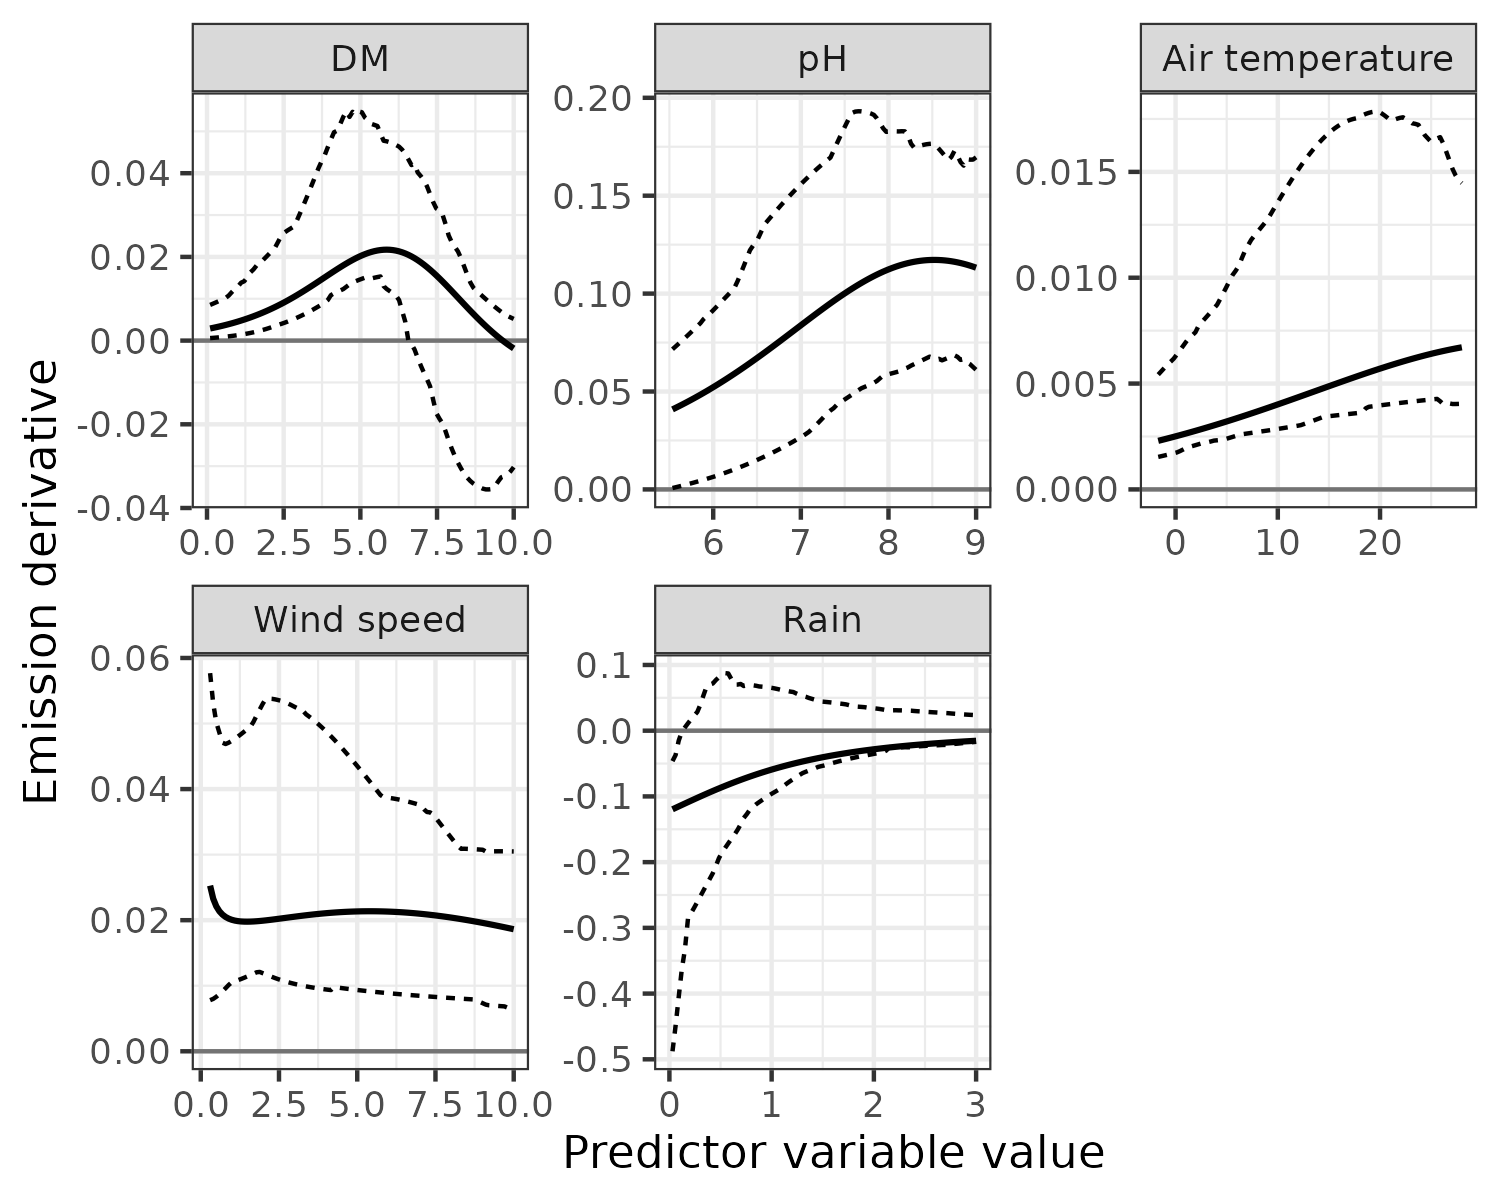 DM
pH
Air temperature
0.04
0.02
0.00
-0.02
-0.04
0.0 2.5 5.0 7.5 10.0
0.20
0.15
0.10
0.05
0.00
6 7 8 9
0.015
0.010
0.005
0.000
0 10 20
Emission derivative
Wind speed
Rain
0.06
0.04
0.02
0.00
0.0 2.5 5.0 7.5 10.0
0.1
0.0
-0.1
-0.2
-0.3
-0.4
-0.5
0 1 2 3
Predictor variable value